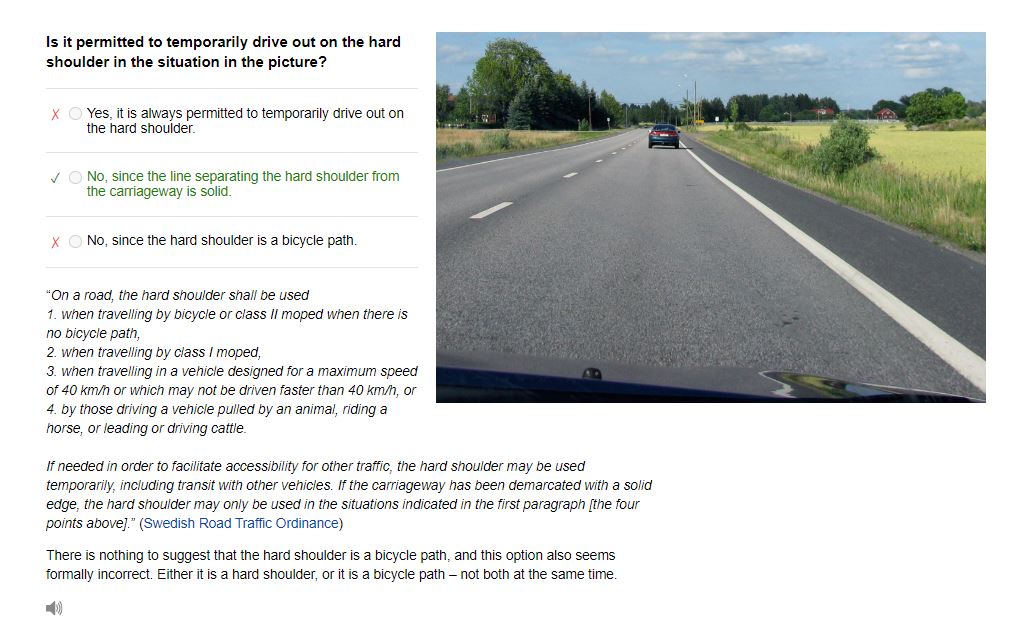 Is it permitted to temporarily drive out on the hard
shoulder in the situation in the picture?
Yes, it is always permitted to temporarily drive out on
the hard shoulder.
No, since the line separating the hard shoulder from
the carriageway is solid.
No, since the hard shoulder is a bicycle path.
“On a road, the hard shoulder shall be used
1. when travelling by bicycle or class II moped when there is
no bicycle path,
2. when travelling by class I moped,
3. when travelling in a vehicle designed for a maximum speed
of 40 km/h or which may not be driven faster than 40 km/h, or
4. by those driving a vehicle pulled by an animal, riding a
horse, or leading or driving cattle.
If needed in order to facilitate accessibility for other traffic, the hard shoulder may be used
temporarily, including transit with other vehicles. If the carriageway has been demarcated with a solid
edge, the hard shoulder may only be used in the situations indicated in the first paragraph [the four
points above].” (Swedish Road Traffic Ordinance)
There is nothing to suggest that the hard shoulder is a bicycle path, and this option also seems
formally incorrect. Either it is a hard shoulder, or it is a bicycle path – not both at the same time.